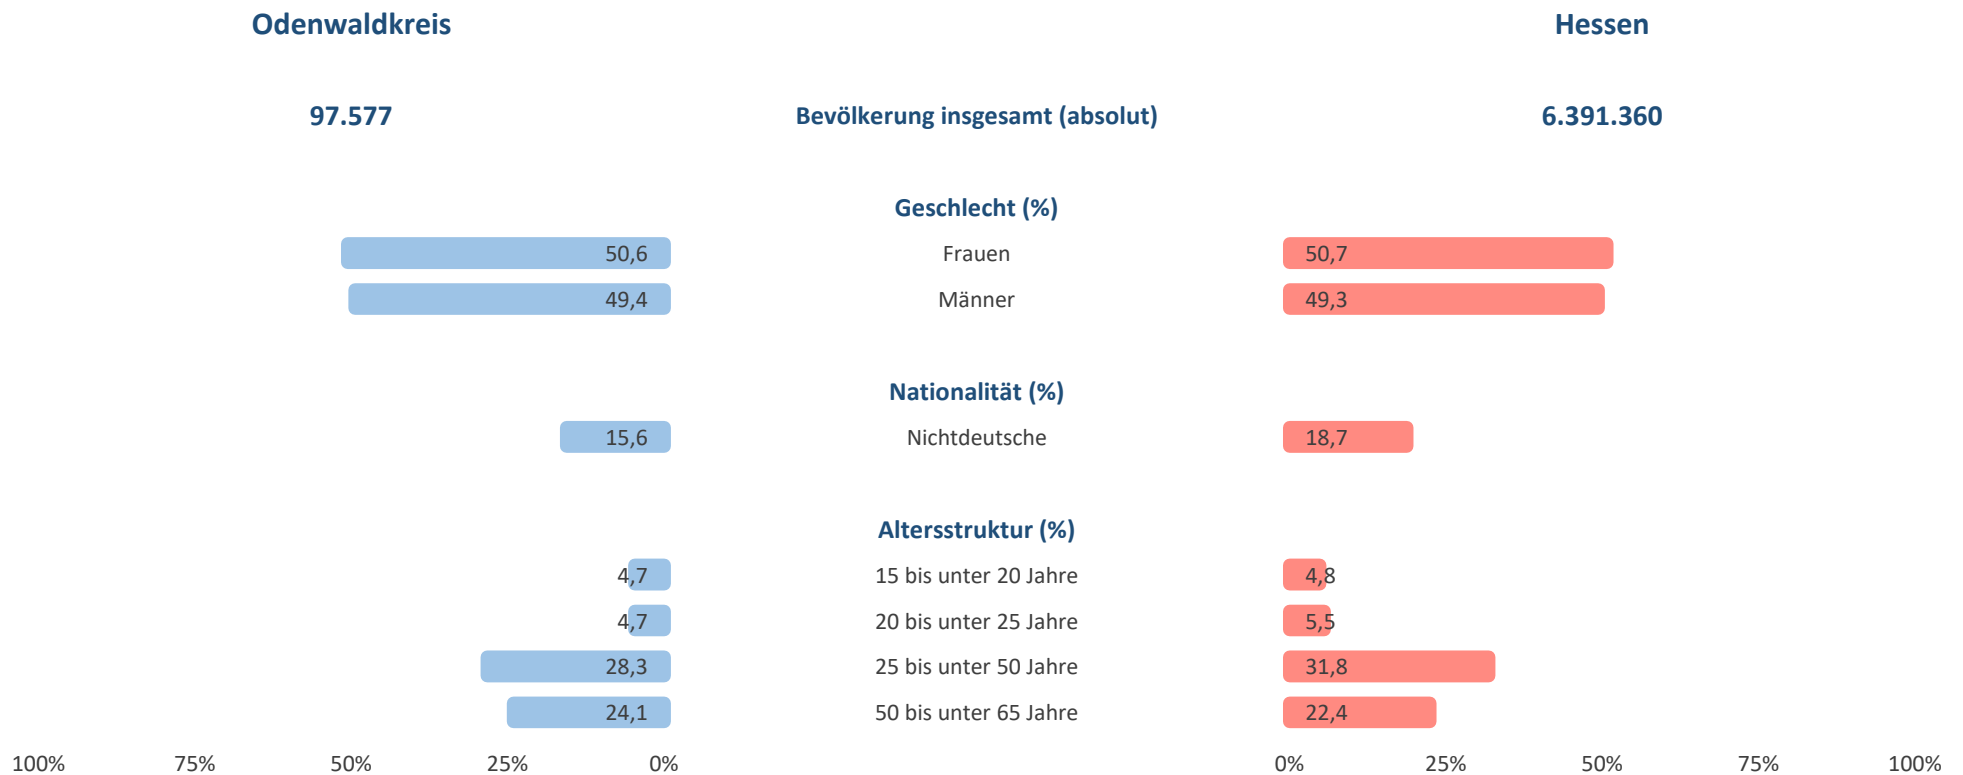 Odenwaldkreis Hessen
97.577 Bevölkerung insgesamt (absolut) 6.391.360
Geschlecht (%)
50,6 Frauen 50,7
49,4 Männer 49,3
Nationalität (%)
15,6 Nichtdeutsche 18,7
Altersstruktur (%)
4,7 15 bis unter 20 Jahre 4,8
4,7 20 bis unter 25 Jahre 5,5
28,3 25 bis unter 50 Jahre 31,8
24,1 50 bis unter 65 Jahre 22,4
100% 75% 50% 25% 0% 0% 25% 50% 75% 100%